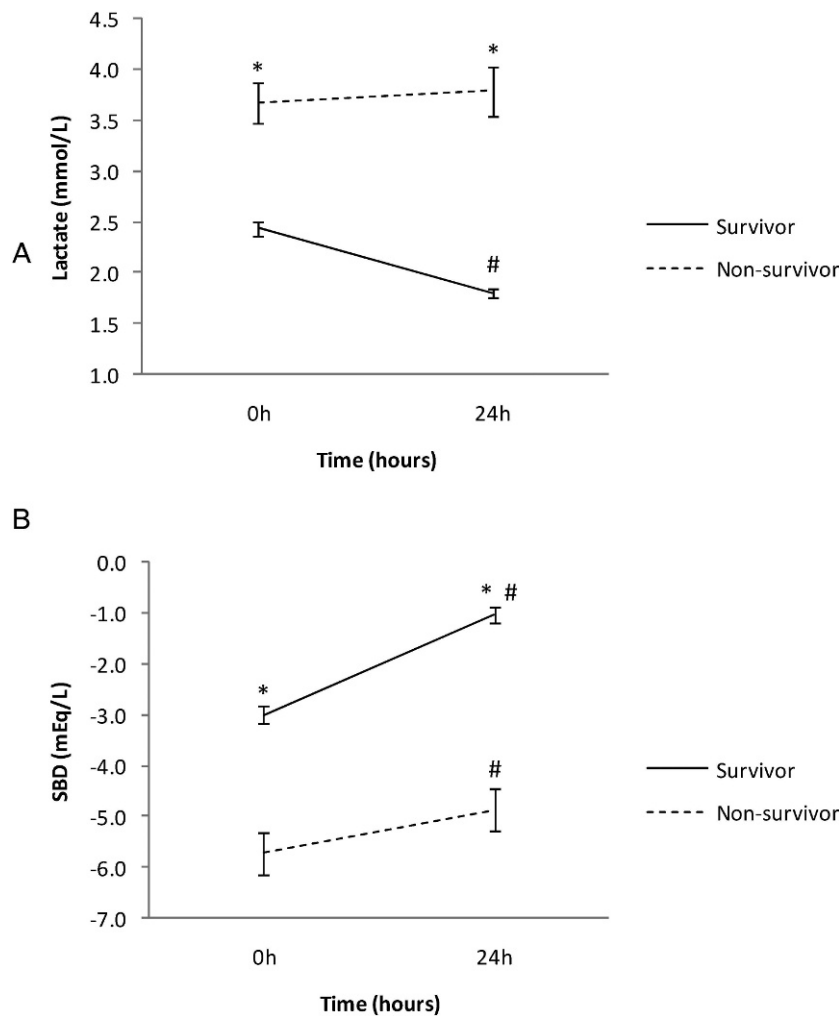 A
Lactate (mmol/L)
4.5
4.0
3.5
3.0
2.5
2.0
1.5
1.0
*
*
#
0h
24h
Time (hours)
Survivor
Non-survivor
B
SBD (mEq/L)
0.0
-1.0
-2.0
-3.0
-4.0
-5.0
-6.0
-7.0
*
* #
#
0h
24h
Time (hours)
Survivor
Non-survivor